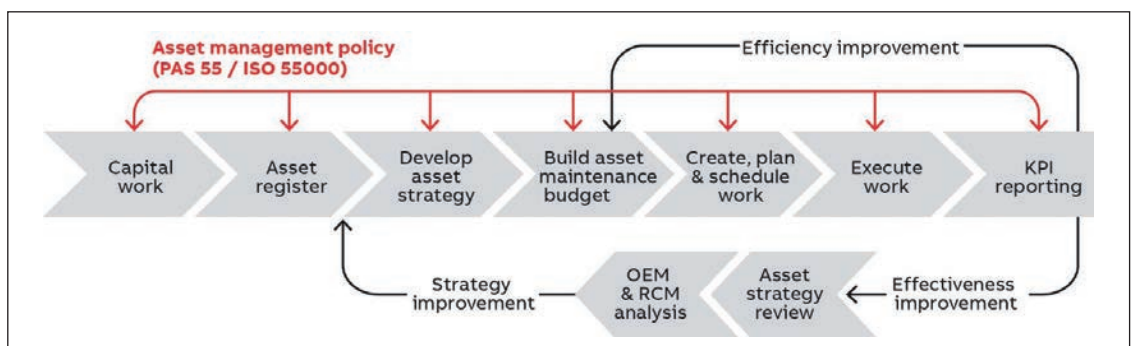 Asset management policy
(PAS 55 / ISO 55000)
Efficiency improvement
Capital
work
Asset
register
Develop
asset
strategy
Build asset
maintenance
budget
Create, plan
& schedule
work
Execute
work
KPI
reporting
Strategy
improvement
OEM
& RCM
analysis
Asset
strategy
review
Effectiveness
improvement